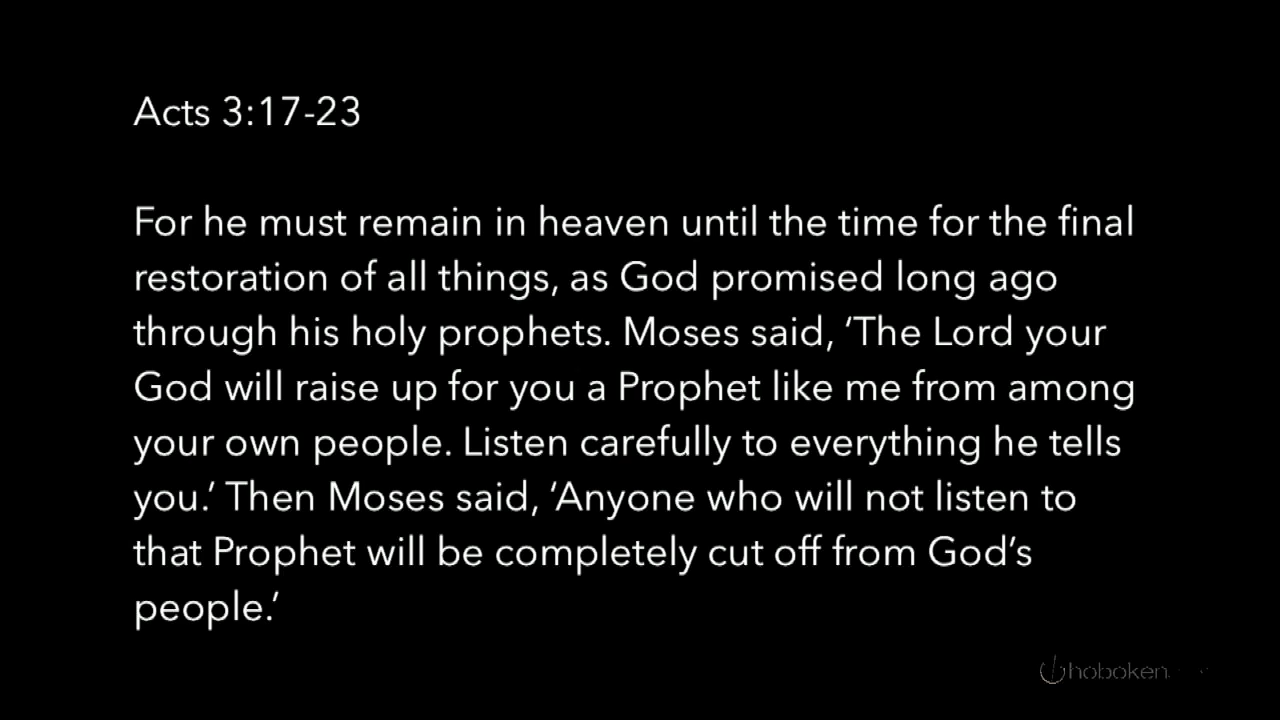 Acts 3:17-23
For he must remain in heaven until the time for the final
restoration of all things, as God promised long ago
through his holy prophets. Moses said, ‘The Lord your
God will raise up for you a Prophet like me from among
your own people. Listen carefully to everything he tells
you.’ Then Moses said, ‘Anyone who will not listen to
that Prophet will be completely cut off from God’s
people.’
hoboken